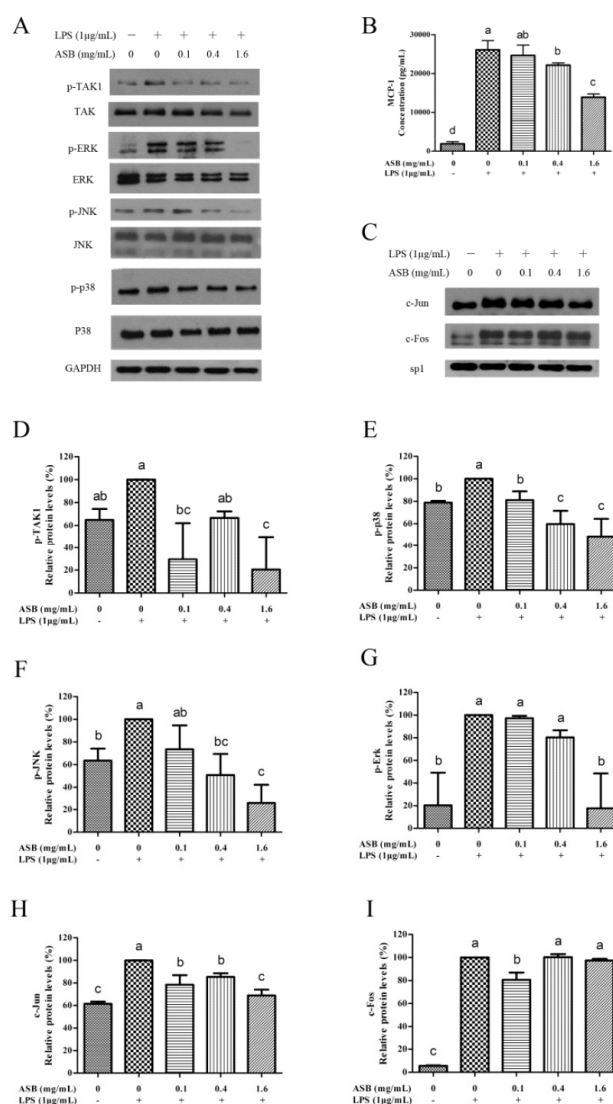 A
LPS (1μg/mL) – + + + +
ASB (mg/mL) 0 0 0.1 0.4 1.6
p-TAK1
TAK
p-ERK
ERK
p-JNK
JNK
p-p38
P38
GAPDH
B
MCP-1
Concentration (pg/mL)
30000
20000
10000
0
d a ab b c
ASB (mg/mL) 0 0 0.1 0.4 1.6
LPS (1μg/mL) - + + + +
C
LPS (1μg/mL) – + + + +
ASB (mg/mL) 0 0 0.1 0.4 1.6
c-Jun
c-Fos
sp1
D
p-TAK1
Relative protein levels (%)
120
100
80
60
40
20
0
ab a bc ab c
ASB (mg/mL) 0 0 0.1 0.4 1.6
LPS (1μg/mL) - + + + +
E
p-p38
Relative protein levels (%)
120
100
80
60
40
20
0
b a b c c
ASB (mg/mL) 0 0 0.1 0.4 1.6
LPS (1μg/mL) - + + + +
F
p-JNK
Relative protein levels (%)
120
100
80
60
40
20
0
b a ab bc c
ASB (mg/mL) 0 0 0.1 0.4 1.6
LPS (1μg/mL) - + + + +
G
p-Erk
Relative protein levels (%)
120
100
80
60
40
20
0
b a a a b
ASB (mg/mL) 0 0 0.1 0.4 1.6
LPS (1μg/mL) - + + + +
H
c-Jun
Relative protein levels (%)
120
100
80
60
40
20
0
c a b b c
ASB (mg/mL) 0 0 0.1 0.4 1.6
LPS (1μg/mL) - + + + +
I
c-Fos
Relative protein levels (%)
120
100
80
60
40
20
0
c a b a a
ASB (mg/mL) 0 0 0.1 0.4 1.6
LPS (1μg/mL) - + + + +